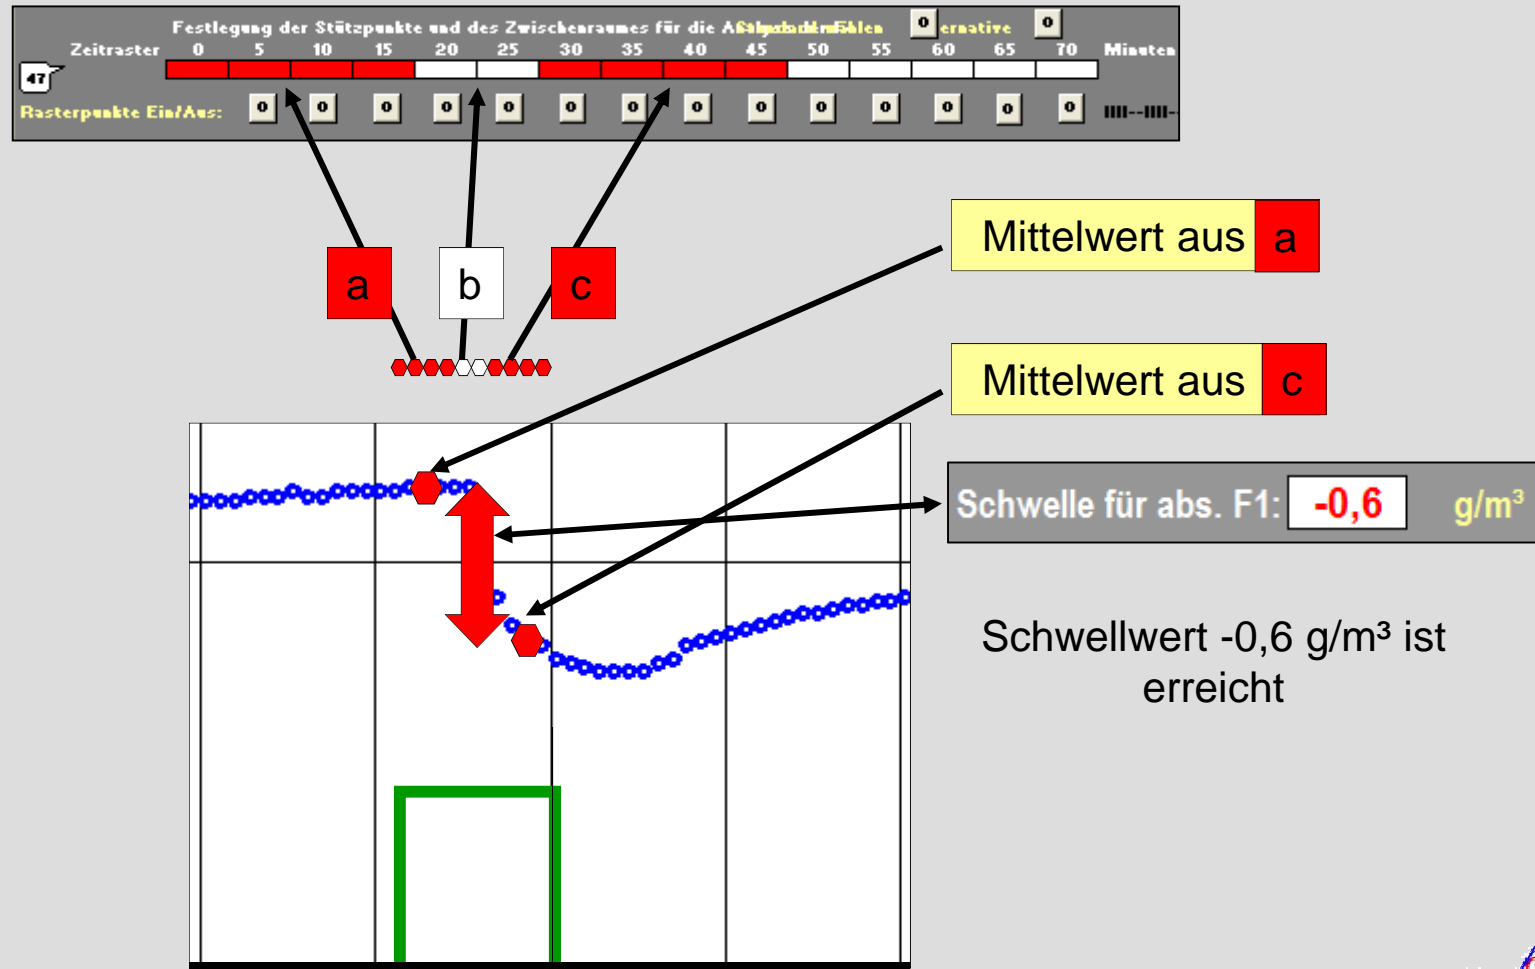 Festlegung der Stützpunkte und des Zwischenraumes für die
ernative
0 0
Zeitraster 0 5 10 15 20 25 30 35 40 45 50 55 60 65 70 Minuten
47
Rasterpunkte Ein/Aus: 0 0 0 0 0 0 0 0 0 0 0 0 0 0 IIII--IIII-
a b c
Mittelwert aus a
Mittelwert aus c
Schwelle für abs. F1: -0,6 g/m³
Schwellwert -0,6 g/m³ ist
erreicht